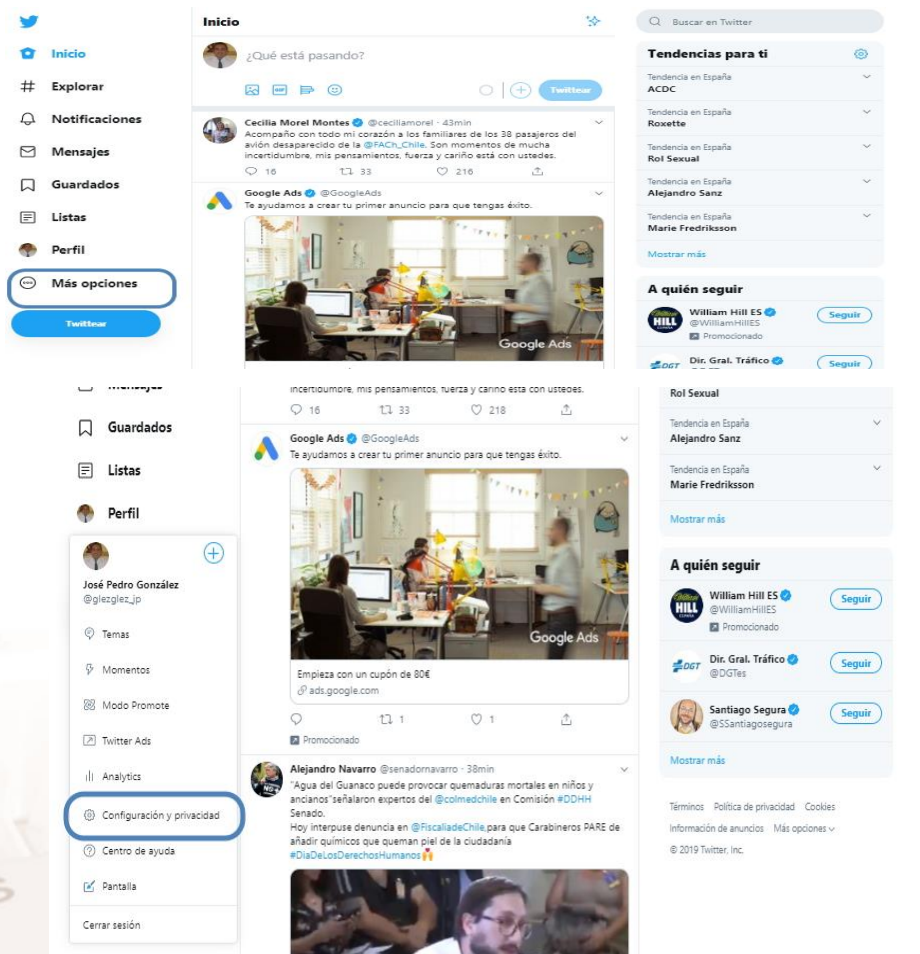 Inicio
Explorar
Notificaciones
Mensajes
Guardados
Listas
Perfil
Más opciones
Twittear
Inicio
¿Qué está pasando?
GIF
Twittear
Cecilia Morel Montes @ceciliamorel · 43min
Acompaño con todo mi corazón a los familiares de los 38 pasajeros del
avión desaparecido de la @FACh_Chile. Son momentos de mucha
incertidumbre, mis pensamientos, fuerza y cariño está con ustedes.
16 33 216
Google Ads @GoogleAds
Te ayudamos a crear tu primer anuncio para que tengas éxito.
Google Ads
Buscar en Twitter
Tendencias para ti
Tendencia en España
ACDC
Tendencia en España
Roxette
Tendencia en España
Rol Sexual
Tendencia en España
Alejandro Sanz
Tendencia en España
Marie Fredriksson
Mostrar más
A quién seguir
William Hill ES
@WilliamHillES
Promocionado
Seguir
Dir. Gral. Tráfico
Seguir
Mensajes
Guardados
Listas
Perfil
José Pedro González
@glezglez_jp
Temas
Momentos
Modo Promote
Twitter Ads
Analytics
Configuración y privacidad
Centro de ayuda
Pantalla
Cerrar sesión
incertidumbre, mis pensamientos, fuerza y cariño está con ustedes.
16 33 218
Google Ads @GoogleAds
Te ayudamos a crear tu primer anuncio para que tengas éxito.
Google Ads
Empieza con un cupón de 80€
ads.google.com
1 1
Promocionado
Alejandro Navarro @senadornavarro · 38min
"Agua del Guanaco puede provocar quemaduras mortales en niños y
ancianos"señalaron expertos del @colmedchile en Comisión #DDHH
Senado.
Hoy interpuse denuncia en @FiscaliadeChile,para que Carabineros PARE de
añadir químicos que queman piel de la ciudadanía
#DiaDeLosDerechosHumanos
Rol Sexual
Tendencia en España
Alejandro Sanz
Tendencia en España
Marie Fredriksson
Mostrar más
A quién seguir
William HILL
William Hill ES
@WilliamHillES
Promocionado
Seguir
DGT
Dir. Gral. Tráfico
@DGTes
Seguir
Santiago Segura
@SSantiagosegura
Seguir
Mostrar más
Términos Política de privacidad Cookies
Información de anuncios Más opciones
© 2019 Twitter, Inc.